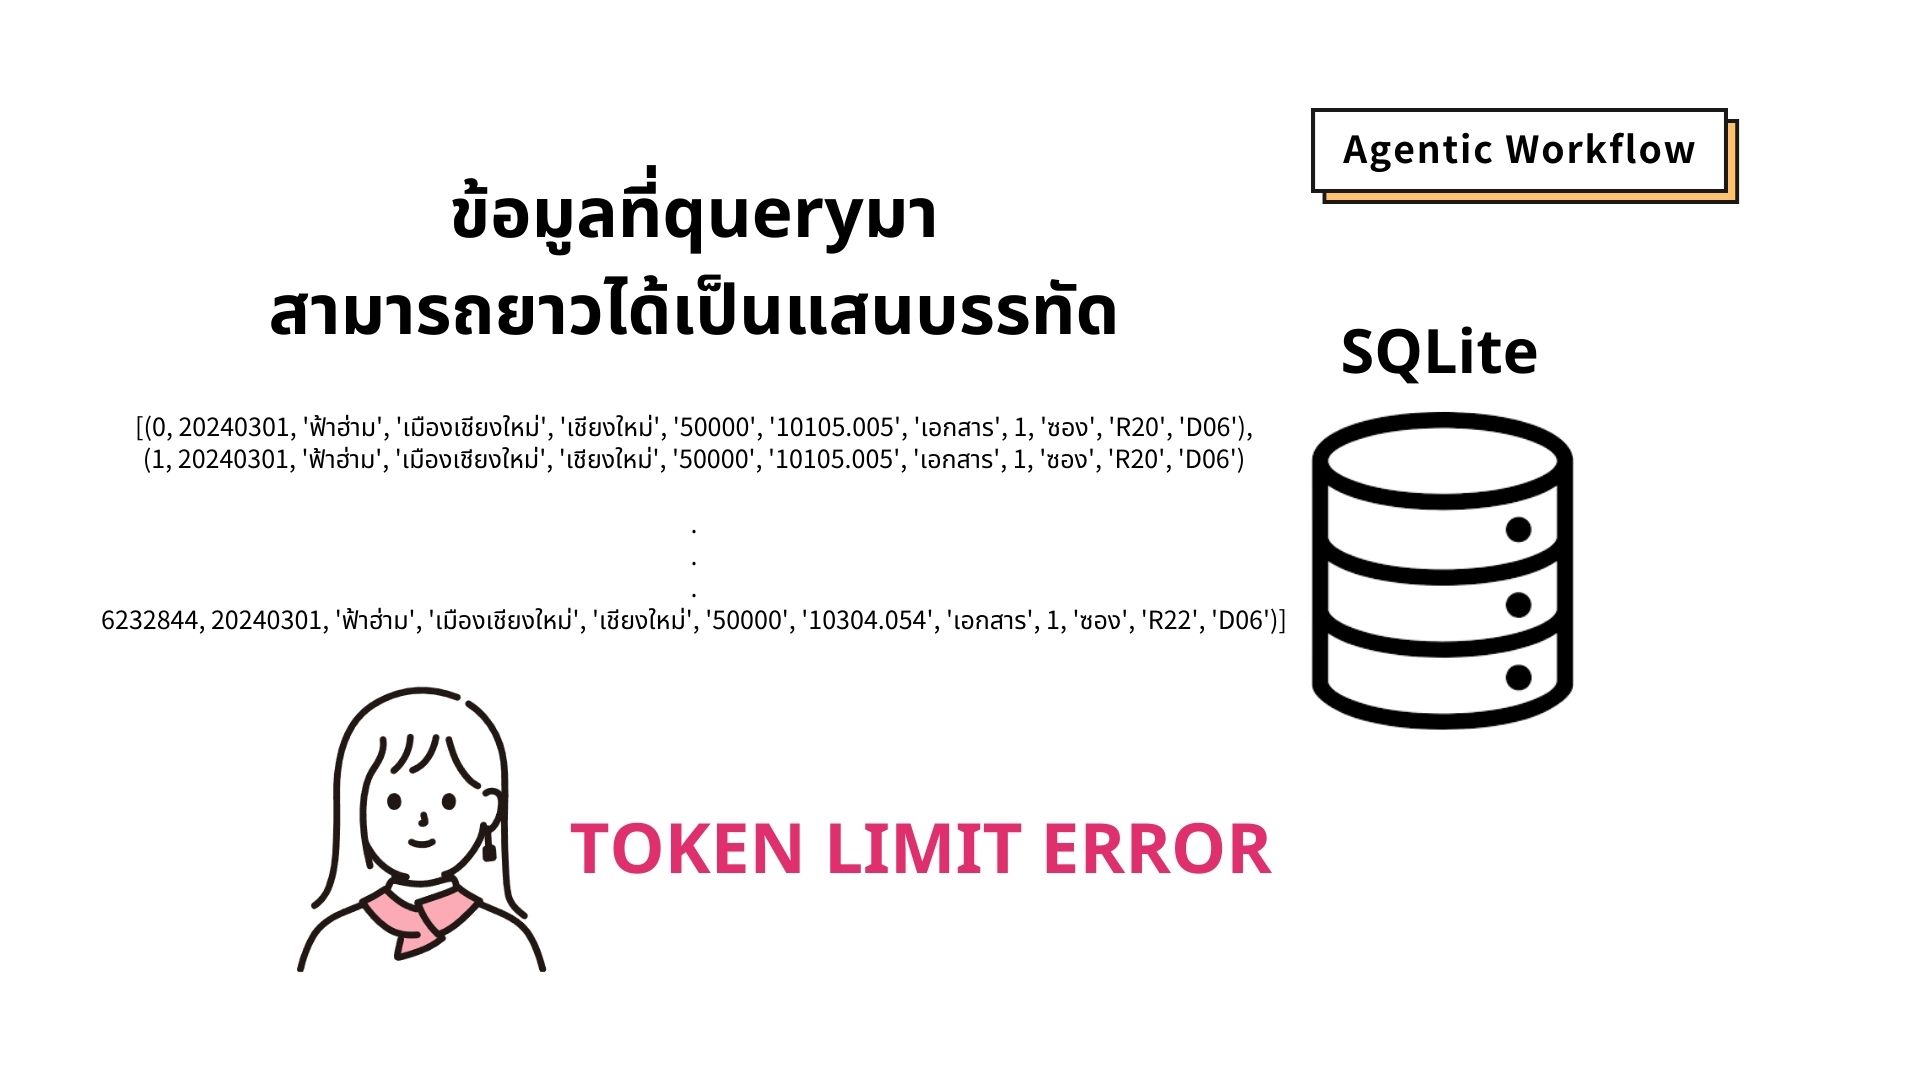 Agentic Workflow
ข้อมูลที่queryมา
สามารถยาวได้เป็นแสนบรรทัด
SQLite
[(0, 20240301, 'ฟ้าฮ่าม', 'เมืองเชียงใหม่', 'เชียงใหม่', '50000', '10105.005', 'เอกสาร', 1, 'ซอง', 'R20', 'D06'),
(1, 20240301, 'ฟ้าฮ่าม', 'เมืองเชียงใหม่', 'เชียงใหม่', '50000', '10105.005', 'เอกสาร', 1, 'ซอง', 'R20', 'D06')
.
.
.
6232844, 20240301, 'ฟ้าฮ่าม', 'เมืองเชียงใหม่', 'เชียงใหม่', '50000', '10304.054', 'เอกสาร', 1, 'ซอง', 'R22', 'D06')]
TOKEN LIMIT ERROR